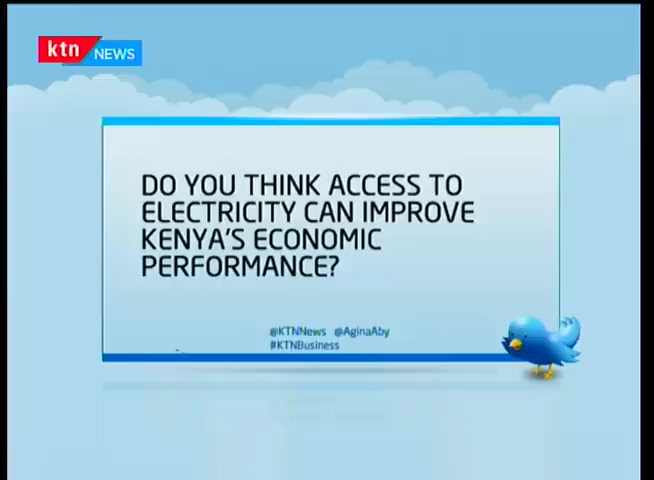 ktn NEWS
DO YOU THINK ACCESS TO
ELECTRICITY CAN IMPROVE
KENYA'S ECONOMIC
PERFORMANCE?
@KTNNews @AginaAby
#KTNBusiness